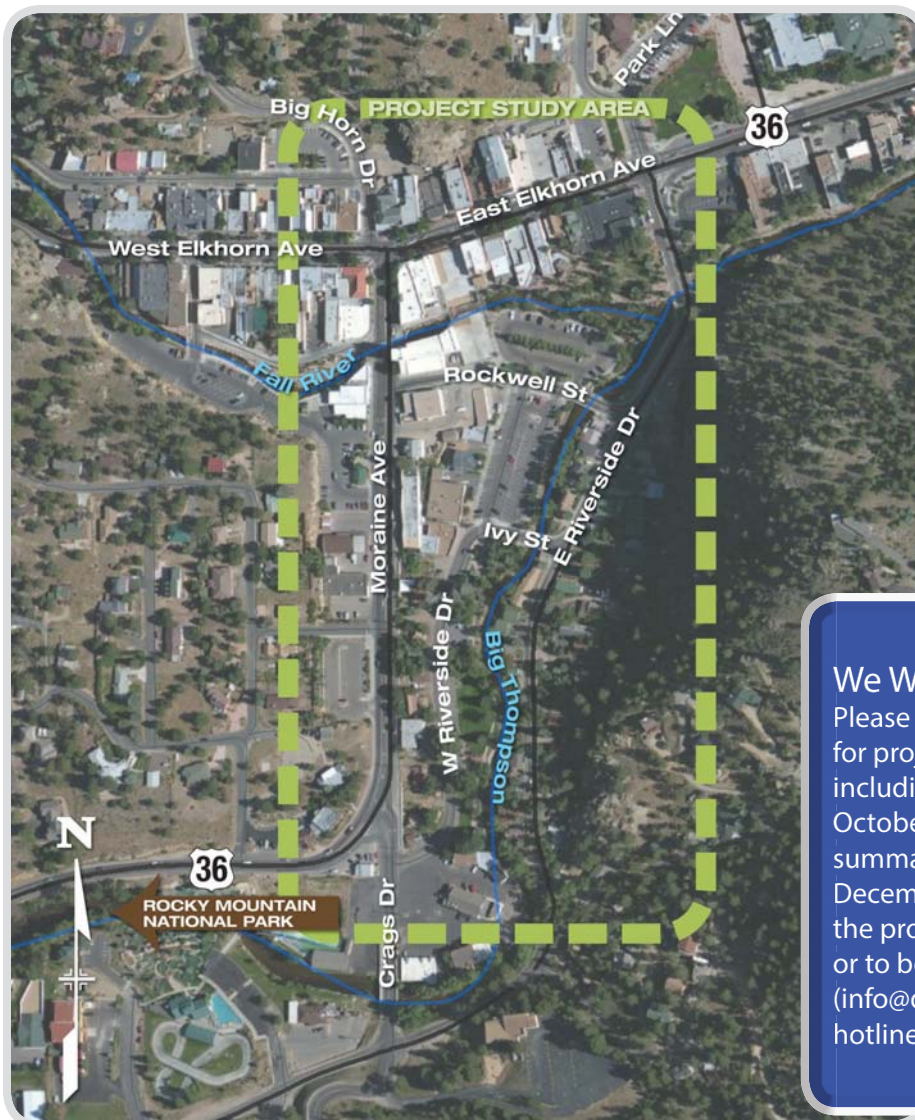 Park Ln
Big Horn Dr
PROJECT STUDY AREA
36
East Elkhorn Ave
West Elkhorn Ave
Fall River
Rockwell St
Moraine Ave
E Riverside Dr
Ivy St
W Riverside Dr
Big Thompson
N
36
ROCKY MOUNTAIN
NATIONAL PARK
Crags Dr
We W
Please
for proj
includi
Octobe
summa
Decem
the pro
or to b
(info@
hotline